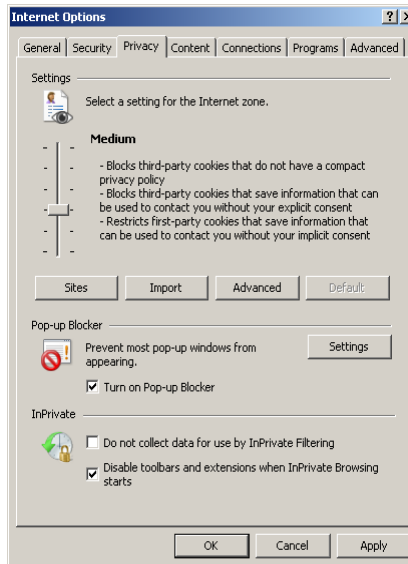 Internet Options
General Security Privacy Content Connections Programs Advanced
Settings
Select a setting for the Internet zone.
Medium
- Blocks third-party cookies that do not have a compact
privacy policy
- Blocks third-party cookies that save information that can
be used to contact you without your explicit consent
- Restricts first-party cookies that save information that
can be used to contact you without your implicit consent
Sites Import Advanced Default
Pop-up Blocker
Prevent most pop-up windows from
appearing.
Settings
Turn on Pop-up Blocker
InPrivate
Do not collect data for use by InPrivate Filtering
Disable toolbars and extensions when InPrivate Browsing
starts
OK Cancel Apply